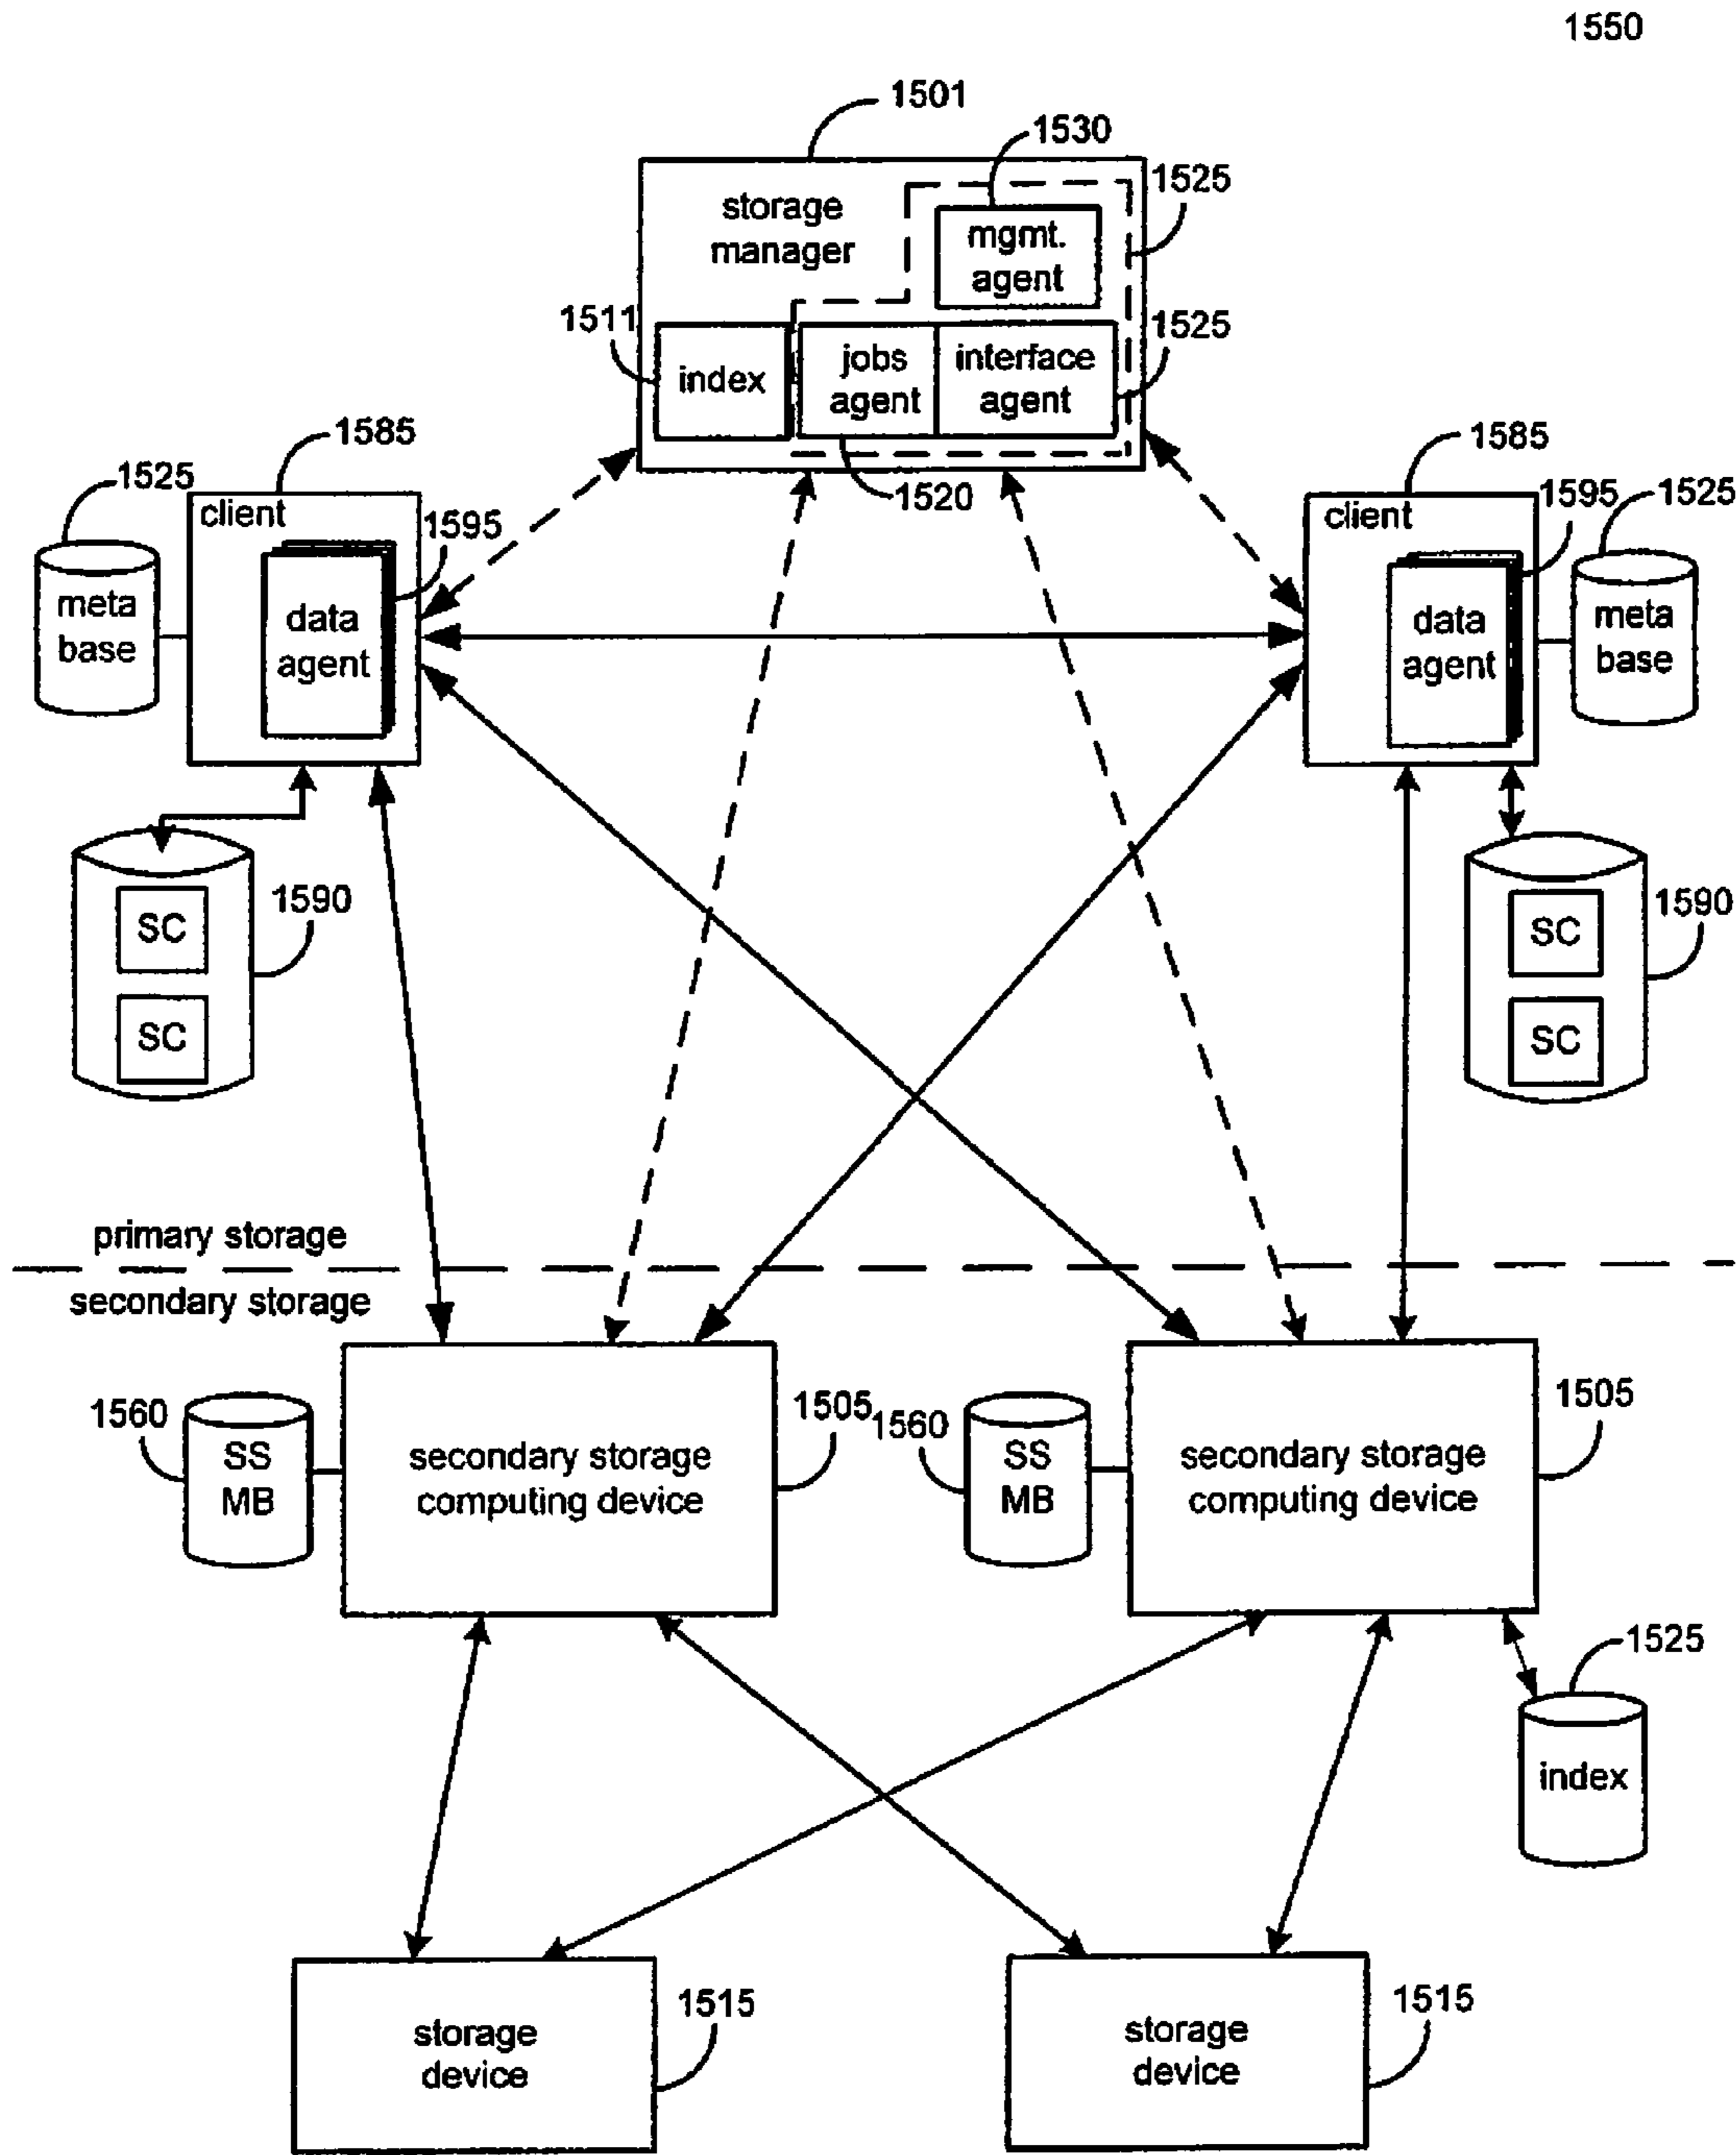 1550
1501
1530
1525
storage
manager
mgmt.
agent
1511
1525
index
jobs
agent
interface
agent
1520
1585
1525
client
1595
meta
base
data
agent
1585
client
1595
1525
data
agent
meta
base
SC
SC
1590
SC
SC
1590
primary storage
secondary storage
1560
SS
MB
secondary storage
computing device
1505
1560
SS
MB
secondary storage
computing device
1505
1525
index
storage
device
1515
storage
device
1515